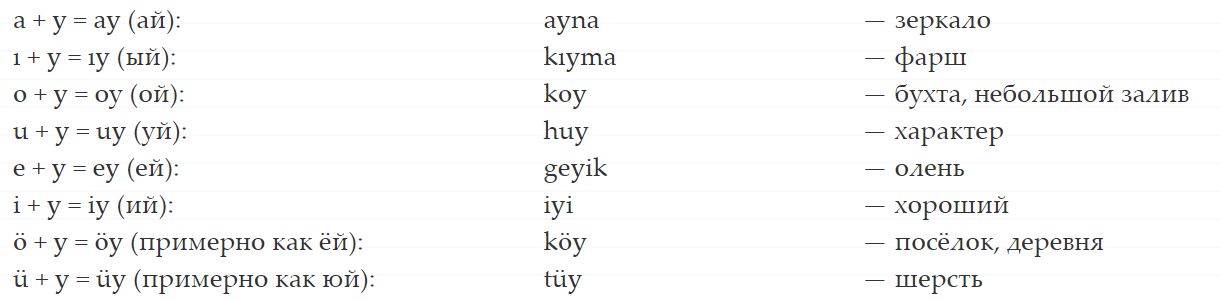 a + y = ay (ай): ayna — зеркало
ı + y = ıy (ый): kıyma — фарш
o + y = oy (ой): koy — бухта, небольшой залив
u + y = uy (уй): huy — характер
e + y = ey (ей): geyik — олень
i + y = iy (ий): iyi — хороший
ö + y = öy (примерно как ёй): köy — посёлок, деревня
ü + y = üy (примерно как юй): tüy — шерсть